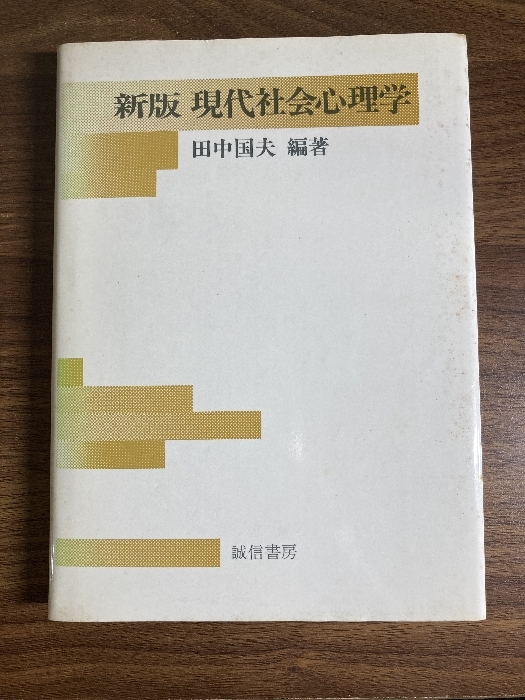 新版 現代社会心理学
田中国夫 編著
誠信書房